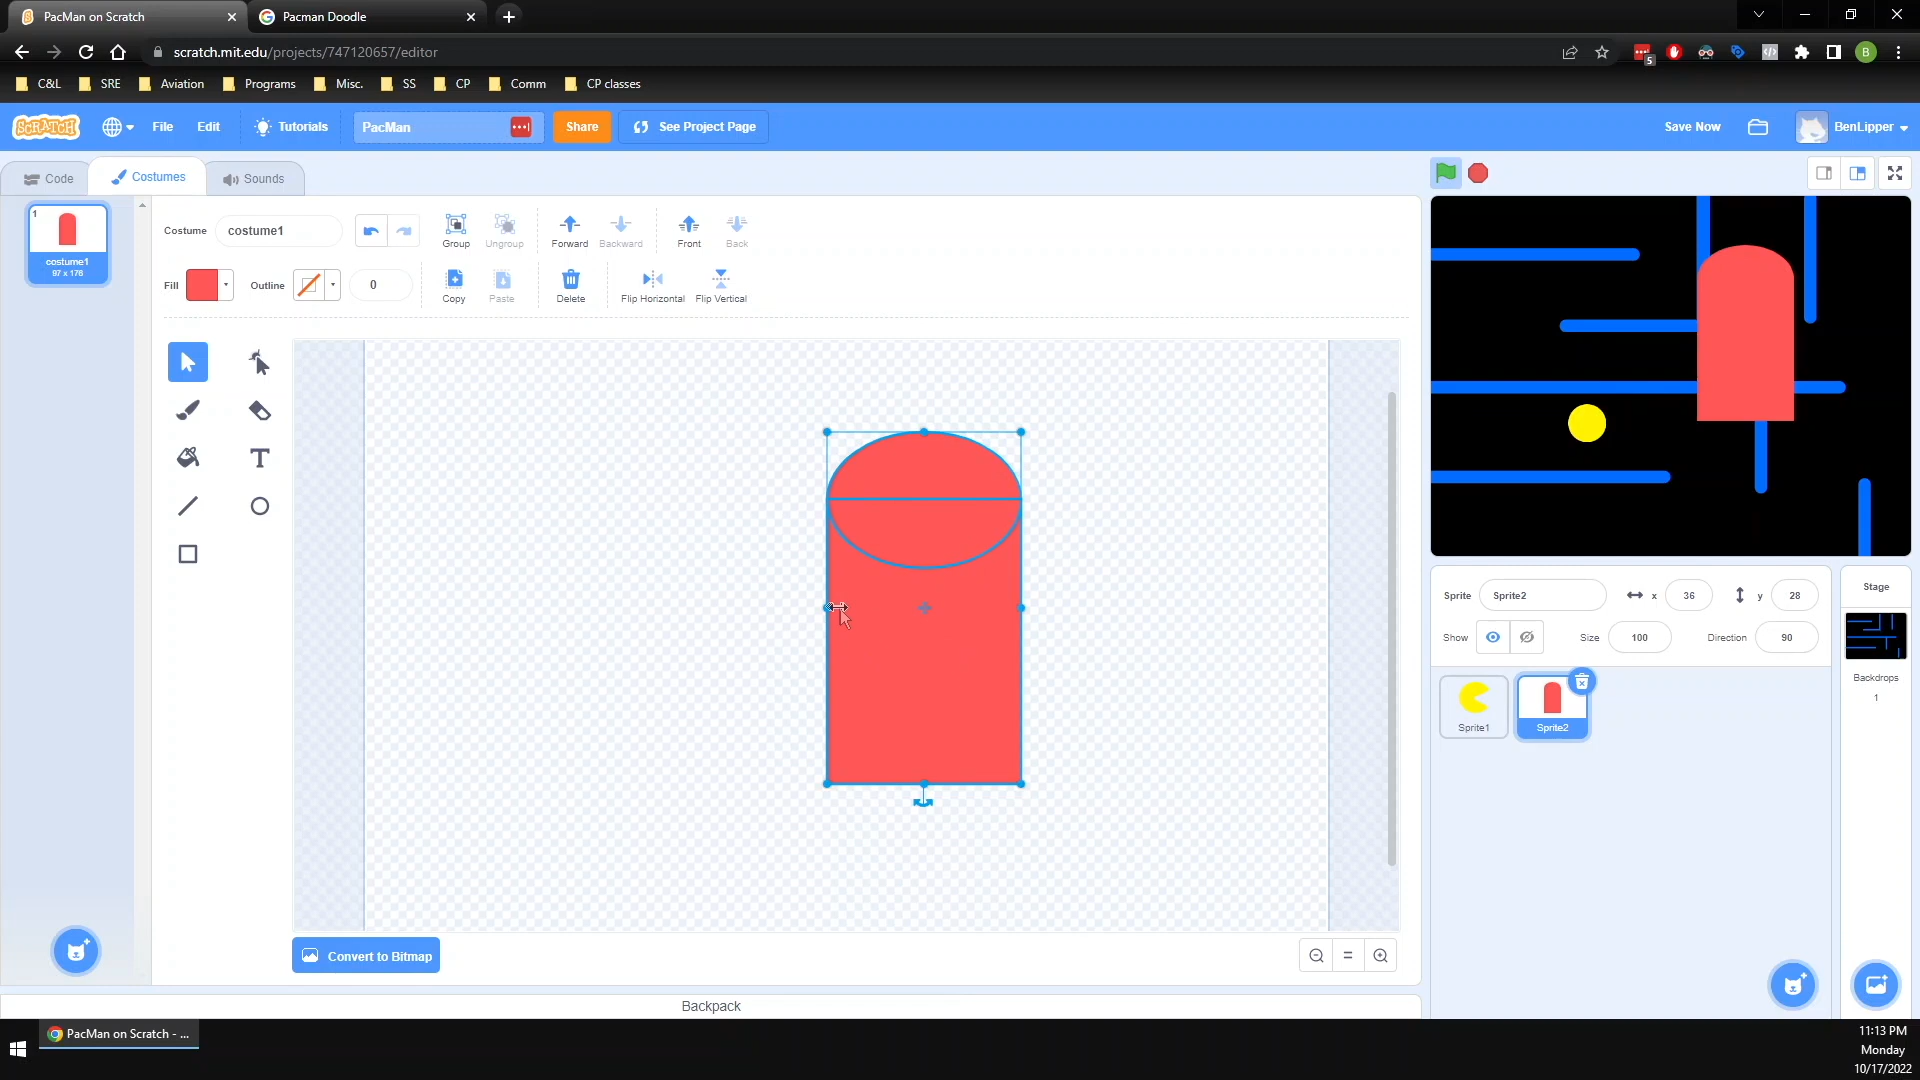 PacMan on Scratch
Pacman Doodle
scratch.mit.edu/projects/747120657/editor
5
B
C&L
SRE
Aviation
Programs
Misc.
SS
CP
Comm
CP classes
SCRATCH
File
Edit
Tutorials
PacMan
Share
See Project Page
Save Now
BenLipper
Code
Costumes
Sounds
1
costume1
97 x 176
Costume
costume1
Group
Ungroup
Forward
Backward
Front
Back
Fill
Outline
0
Copy
Paste
Delete
Flip Horizontal
Flip Vertical
T
Convert to Bitmap
Backpack
Sprite
Sprite2
x
36
y
28
Show
Size
100
Direction
90
Sprite1
Sprite2
Stage
Backdrops
1
PacMan on Scratch - ...
11:13 PM
Monday
10/17/2022